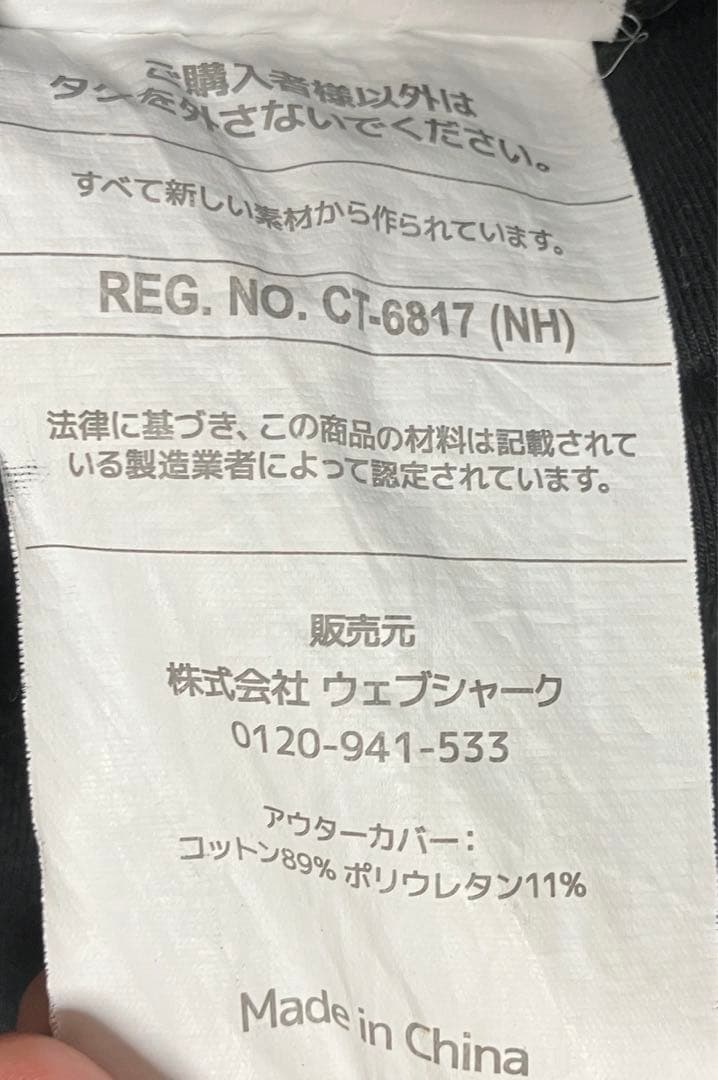 ご購入者様以外は
タグを外さないでください。
すべて新しい素材から作られています。
REG. NO. CT-6817 (NH)
法律に基づき、この商品の材料は記載されて
いる製造業者によって認定されています。
販売元
株式会社 ウェブシャーク
0120-941-533
アウターカバー：
コットン89% ポリウレタン11%
Made in China